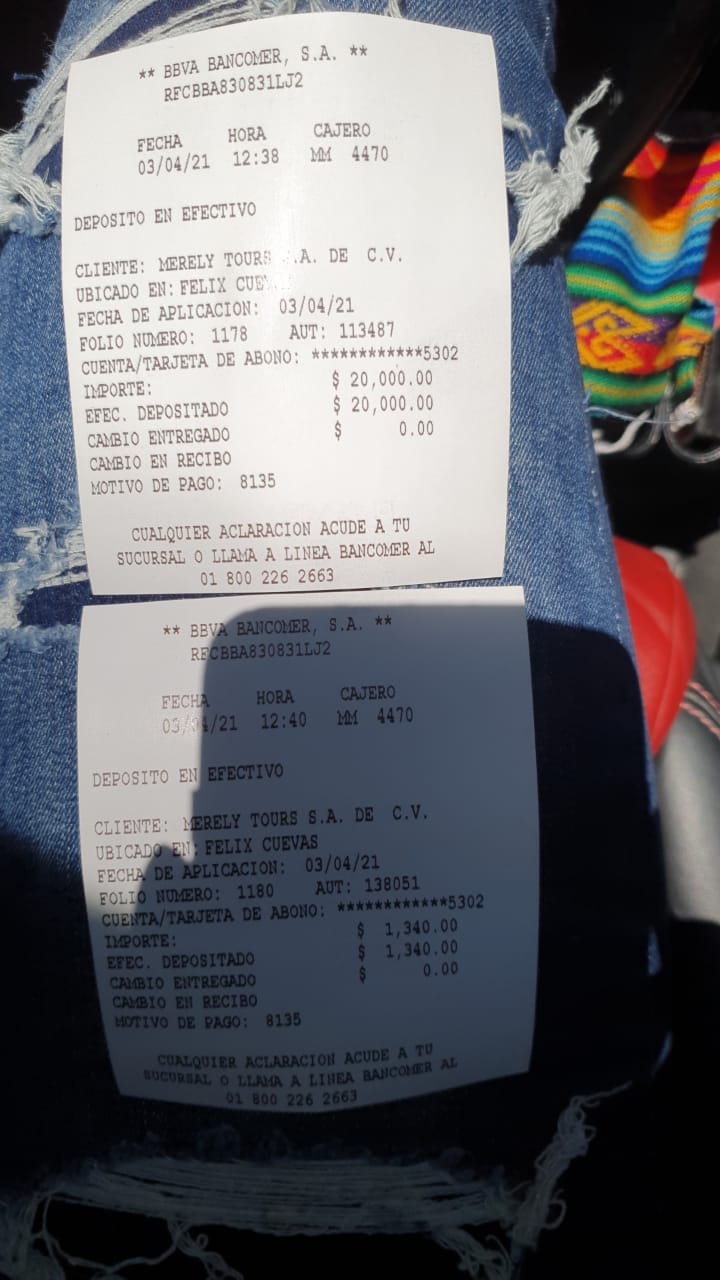 ** BBVA BANCOMER, S.A. **
RFCBBA830831LJ2
FECHA HORA CAJERO
03/04/21 12:38 MM 4470
DEPOSITO EN EFECTIVO
CLIENTE: MERELY TOURS .A. DE C.V.
UBICADO EN: FELIX
FECHA DE APLICACION: 03/04/21
FOLIO NUMERO: 1178 AUT: 113487
CUENTA/TARJETA DE ABONO: ************5302
IMPORTE: $ 20,000.00
EFEC. DEPOSITADO $ 20,000.00
CAMBIO ENTREGADO $ 0.00
CAMBIO EN RECIBO
MOTIVO DE PAGO: 8135
CUALQUIER ACLARACION ACUDE A TU
SUCURSAL O LLAMA A LINEA BANCOMER AL
01 800 226 2663
** BBVA BANCOMER, S.A. **
RFCBBA830831LJ2
FECHA HORA CAJERO
03/04/21 12:40 MM 4470
DEPOSITO EN EFECTIVO
CLIENTE: MERELY TOURS S.A. DE C.V.
UBICADO EN: FELIX CUEVAS
FECHA DE APLICACION: 03/04/21
FOLIO NUMERO: 1180 AUT: 138051
CUENTA/TARJETA DE ABONO: ************5302
IMPORTE: $ 1,340.00
EFEC. DEPOSITADO $ 1,340.00
CAMBIO ENTREGADO $ 0.00
CAMBIO EN RECIBO
MOTIVO DE PAGO: 8135
CUALQUIER ACLARACION ACUDE A TU
SUCURSAL O LLAMA A LINEA BANCOMER AL
01 800 226 2663